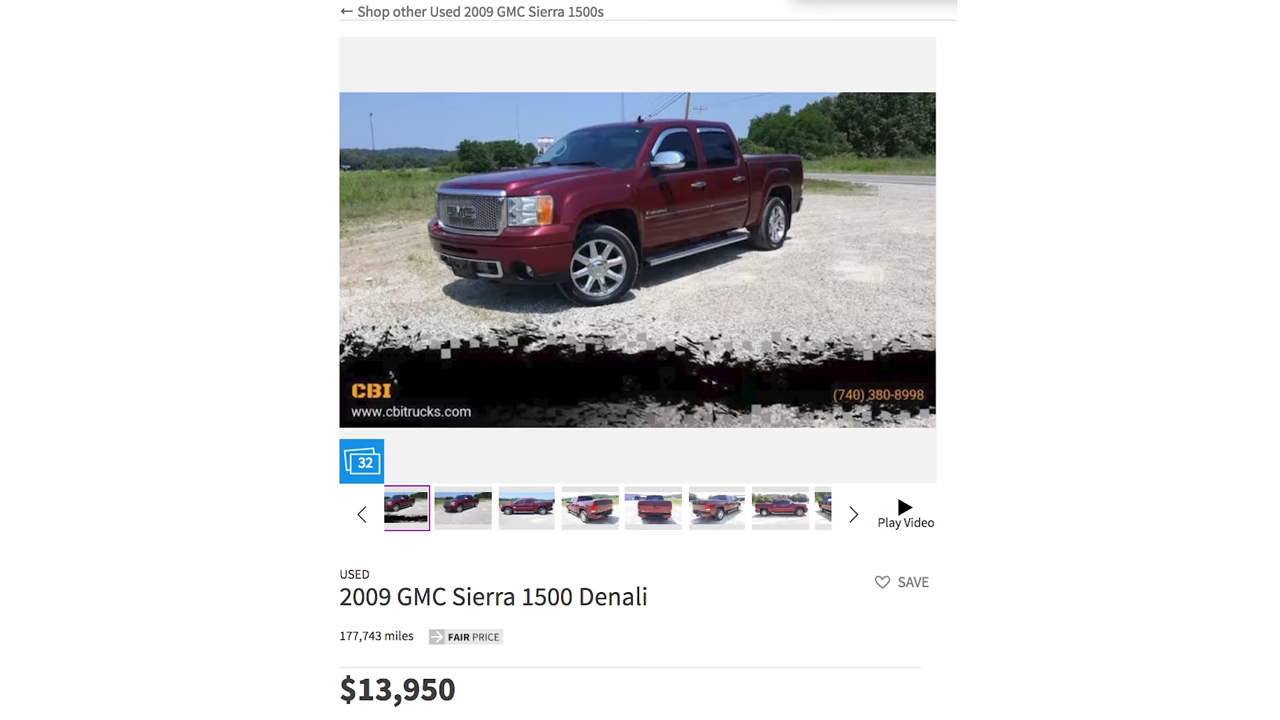 ← Shop other Used 2009 GMC Sierra 1500s
GMC
CBI
www.cbitrucks.com
(740) 380-8998
32
Play Video
USED
2009 GMC Sierra 1500 Denali
SAVE
177,743 miles
FAIR PRICE
$13,950